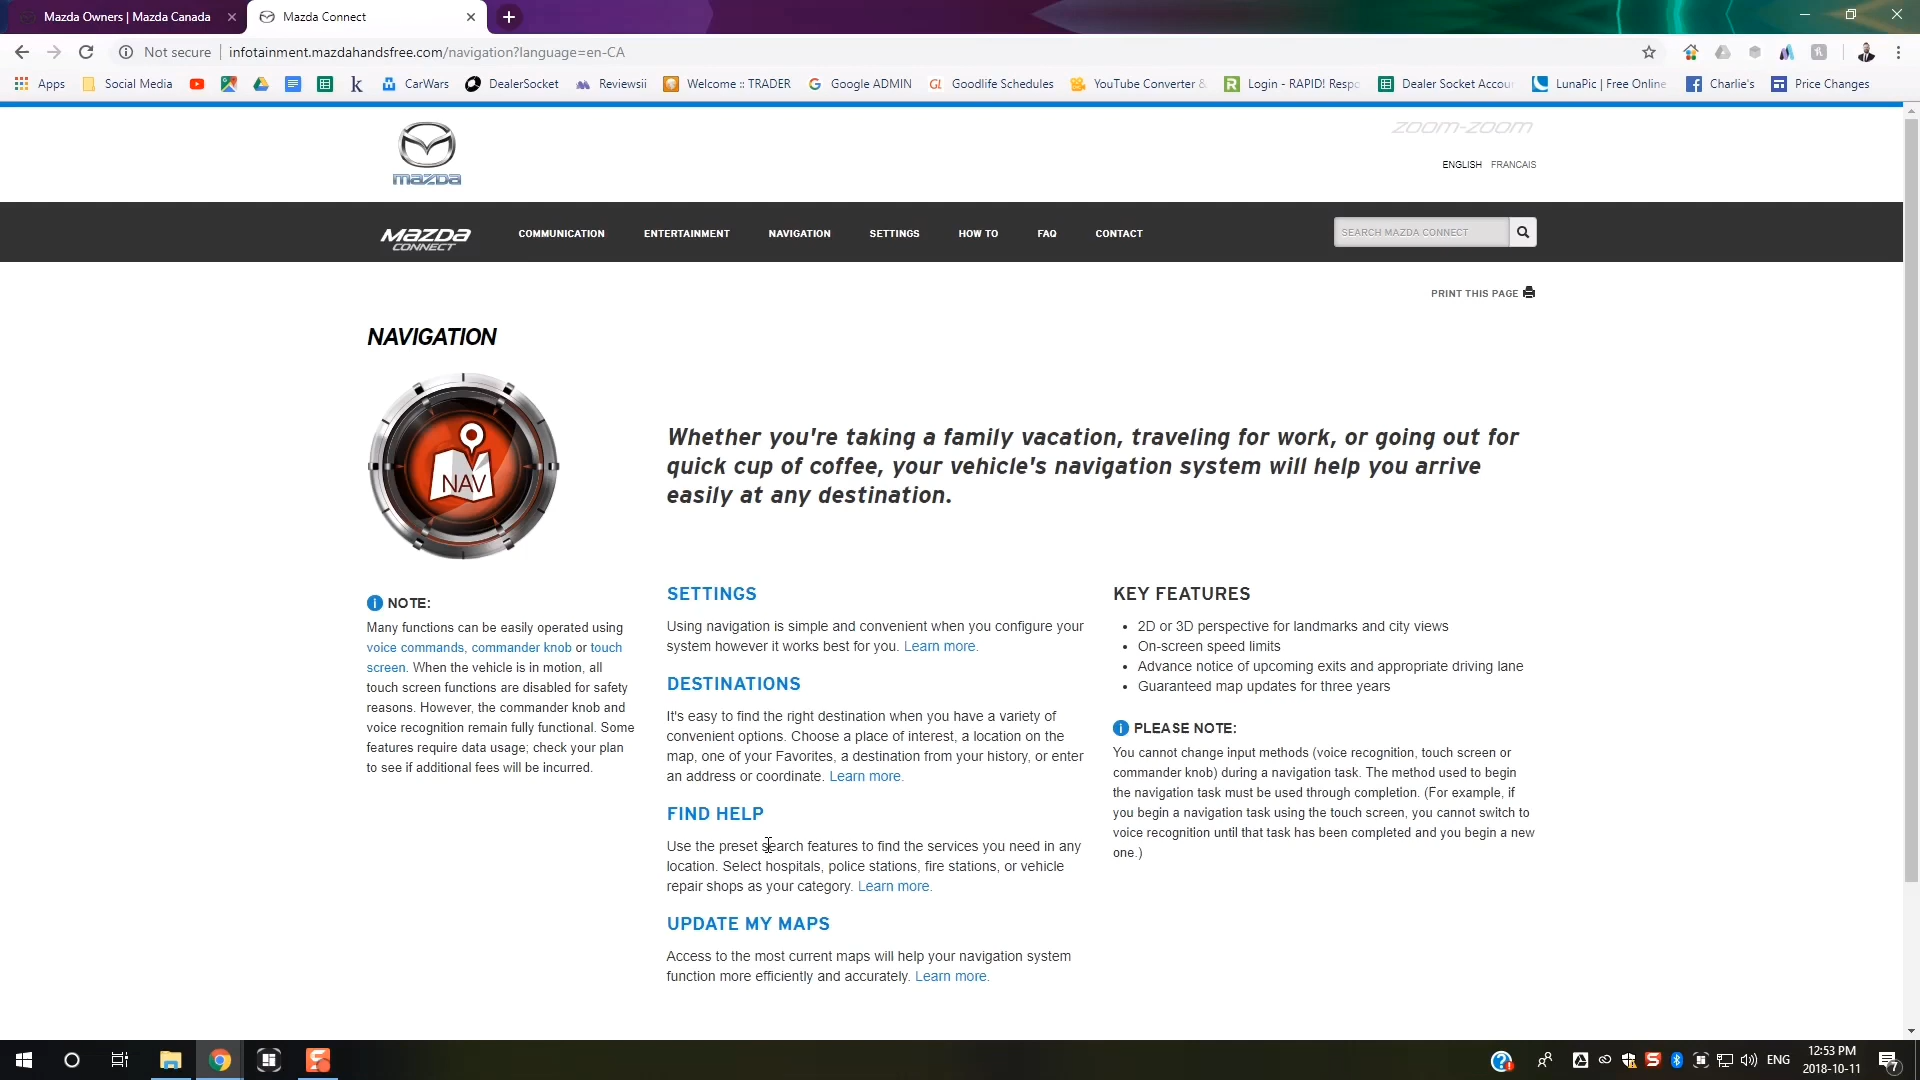 Mazda Owners | Mazda Canada
Mazda Connect
Not secure
infotainment.mazdahandsfree.com/navigation?language=en-CA
Apps
Social Media
CarWars
DealerSocket
Reviewsii
Welcome :: TRADER
Google ADMIN
Goodlife Schedules
YouTube Converter &
Login - RAPID! Respo
Dealer Socket Accour
LunaPic | Free Online
Charlie's
Price Changes
zoom-zoom
mazda
ENGLISH FRANCAIS
mazda CONNECT
COMMUNICATION
ENTERTAINMENT
NAVIGATION
SETTINGS
HOW TO
FAQ
CONTACT
SEARCH MAZDA CONNECT
PRINT THIS PAGE
NAVIGATION
NAV
Whether you're taking a family vacation, traveling for work, or going out for
quick cup of coffee, your vehicle's navigation system will help you arrive
easily at any destination.
NOTE:
Many functions can be easily operated using
voice commands, commander knob or touch
screen. When the vehicle is in motion, all
touch screen functions are disabled for safety
reasons. However, the commander knob and
voice recognition remain fully functional. Some
features require data usage; check your plan
to see if additional fees will be incurred.
SETTINGS
Using navigation is simple and convenient when you configure your
system however it works best for you. Learn more.
DESTINATIONS
It's easy to find the right destination when you have a variety of
convenient options. Choose a place of interest, a location on the
map, one of your Favorites, a destination from your history, or enter
an address or coordinate. Learn more.
FIND HELP
Use the preset search features to find the services you need in any
location. Select hospitals, police stations, fire stations, or vehicle
repair shops as your category. Learn more.
UPDATE MY MAPS
Access to the most current maps will help your navigation system
function more efficiently and accurately. Learn more.
KEY FEATURES
2D or 3D perspective for landmarks and city views
On-screen speed limits
Advance notice of upcoming exits and appropriate driving lane
Guaranteed map updates for three years
PLEASE NOTE:
You cannot change input methods (voice recognition, touch screen or
commander knob) during a navigation task. The method used to begin
the navigation task must be used through completion. (For example, if
you begin a navigation task using the touch screen, you cannot switch to
voice recognition until that task has been completed and you begin a new
one.)
ENG
12:53 PM
2018-10-11
7